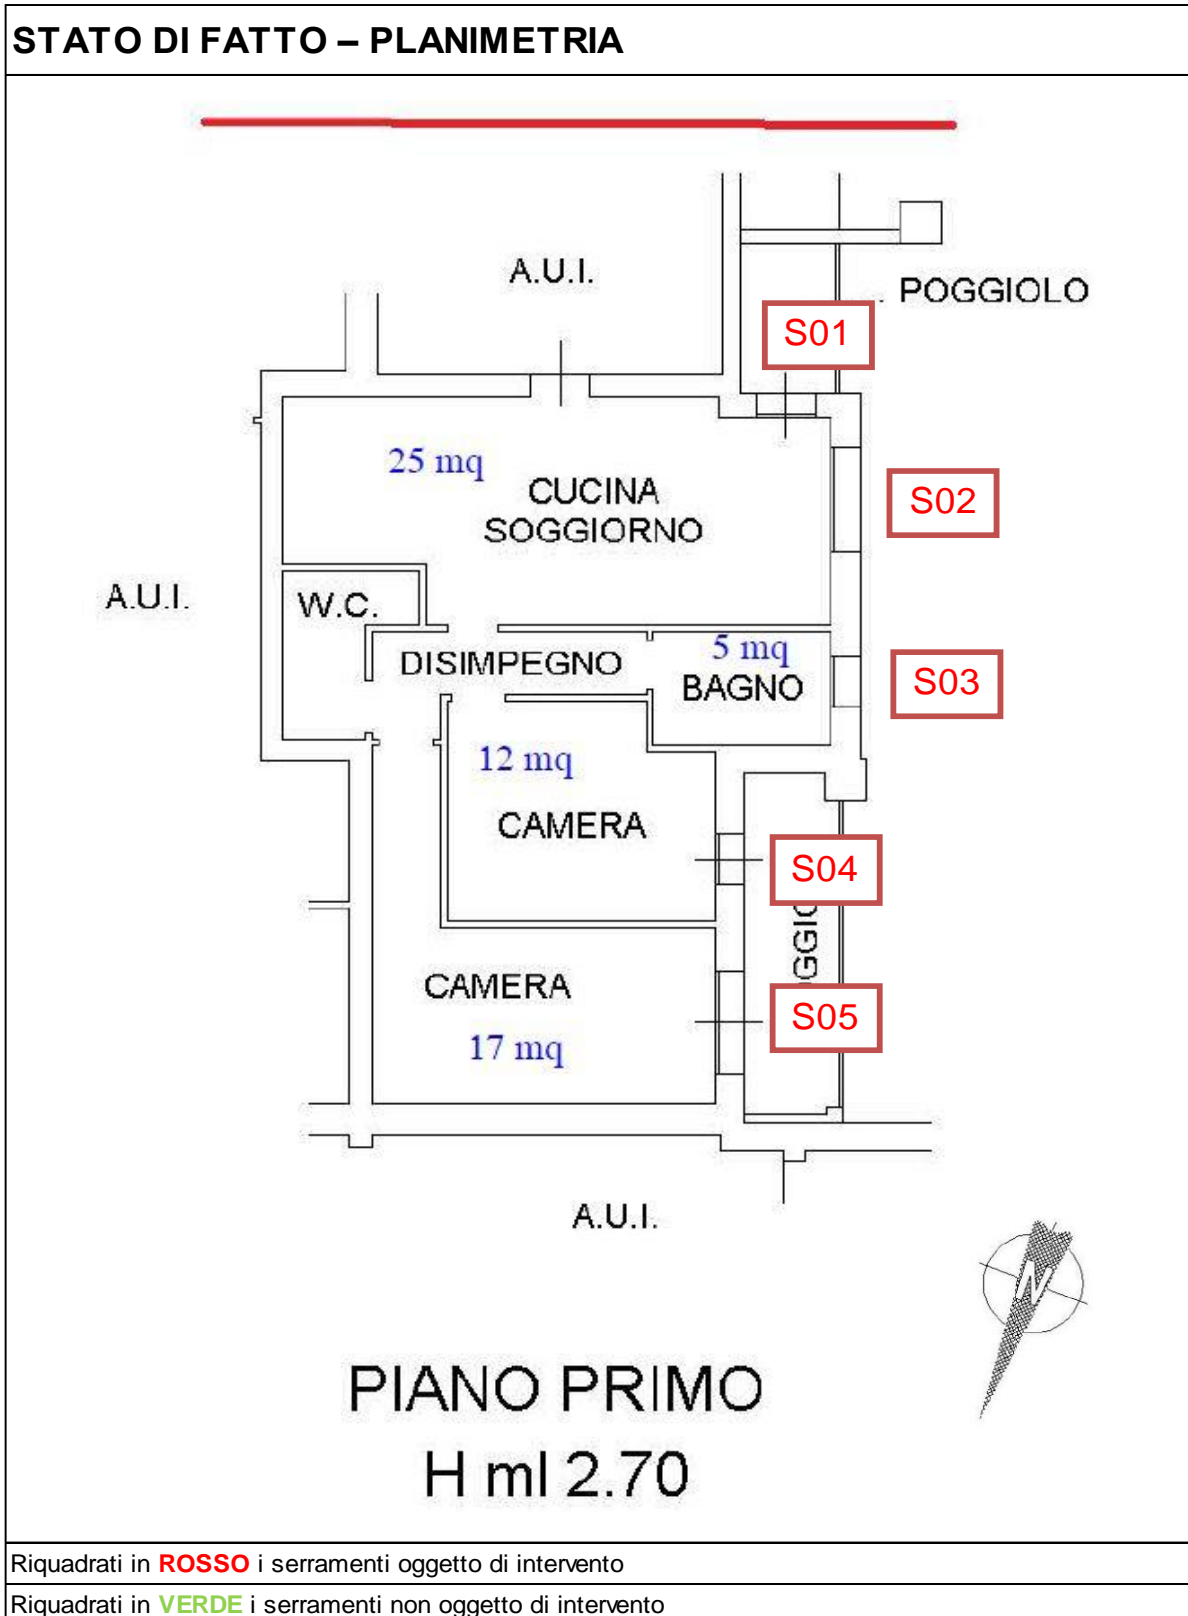 STATO DI FATTO – PLANIMETRIA
A.U.I.
. POGGIOLO
S01
25 mq
CUCINA
SOGGIORNO
S02
A.U.I.
W.C.
DISIMPEGNO
5 mq
BAGNO
S03
12 mq
CAMERA
S04
OGGIO
CAMERA
S05
17 mq
A.U.I.
N
PIANO PRIMO
H ml 2.70
Riquadrati in ROSSO i serramenti oggetto di intervento
Riquadrati in VERDE i serramenti non oggetto di intervento